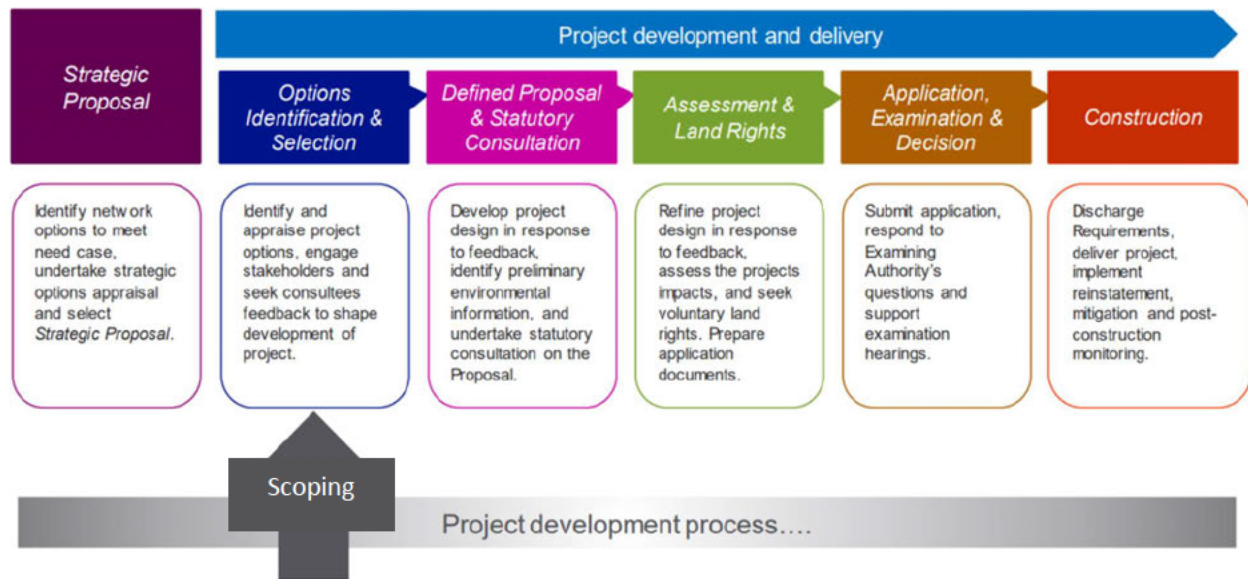 Project development and delivery
Strategic
Proposal
Options
Identification &
Selection
Defined Proposal
& Statutory
Consultation
Assessment &
Land Rights
Application,
Examination &
Decision
Construction
Identify network
options to meet
need case,
undertake strategic
options appraisal
and select
Strategic Proposal.
Identify and
appraise project
options, engage
stakeholders and
seek consultees
feedback to shape
development of
project.
Develop project
design in response
to feedback,
identify preliminary
environmental
information, and
undertake statutory
consultation on the
Proposal.
Refine project
design in response
to feedback,
assess the projects
impacts, and seek
voluntary land
rights. Prepare
application
documents.
Submit application,
respond to
Examining
Authority's
questions and
support
examination
hearings.
Discharge
Requirements,
deliver project,
implement
reinstatement,
mitigation and post-
construction
monitoring.
Scoping
Project development process....